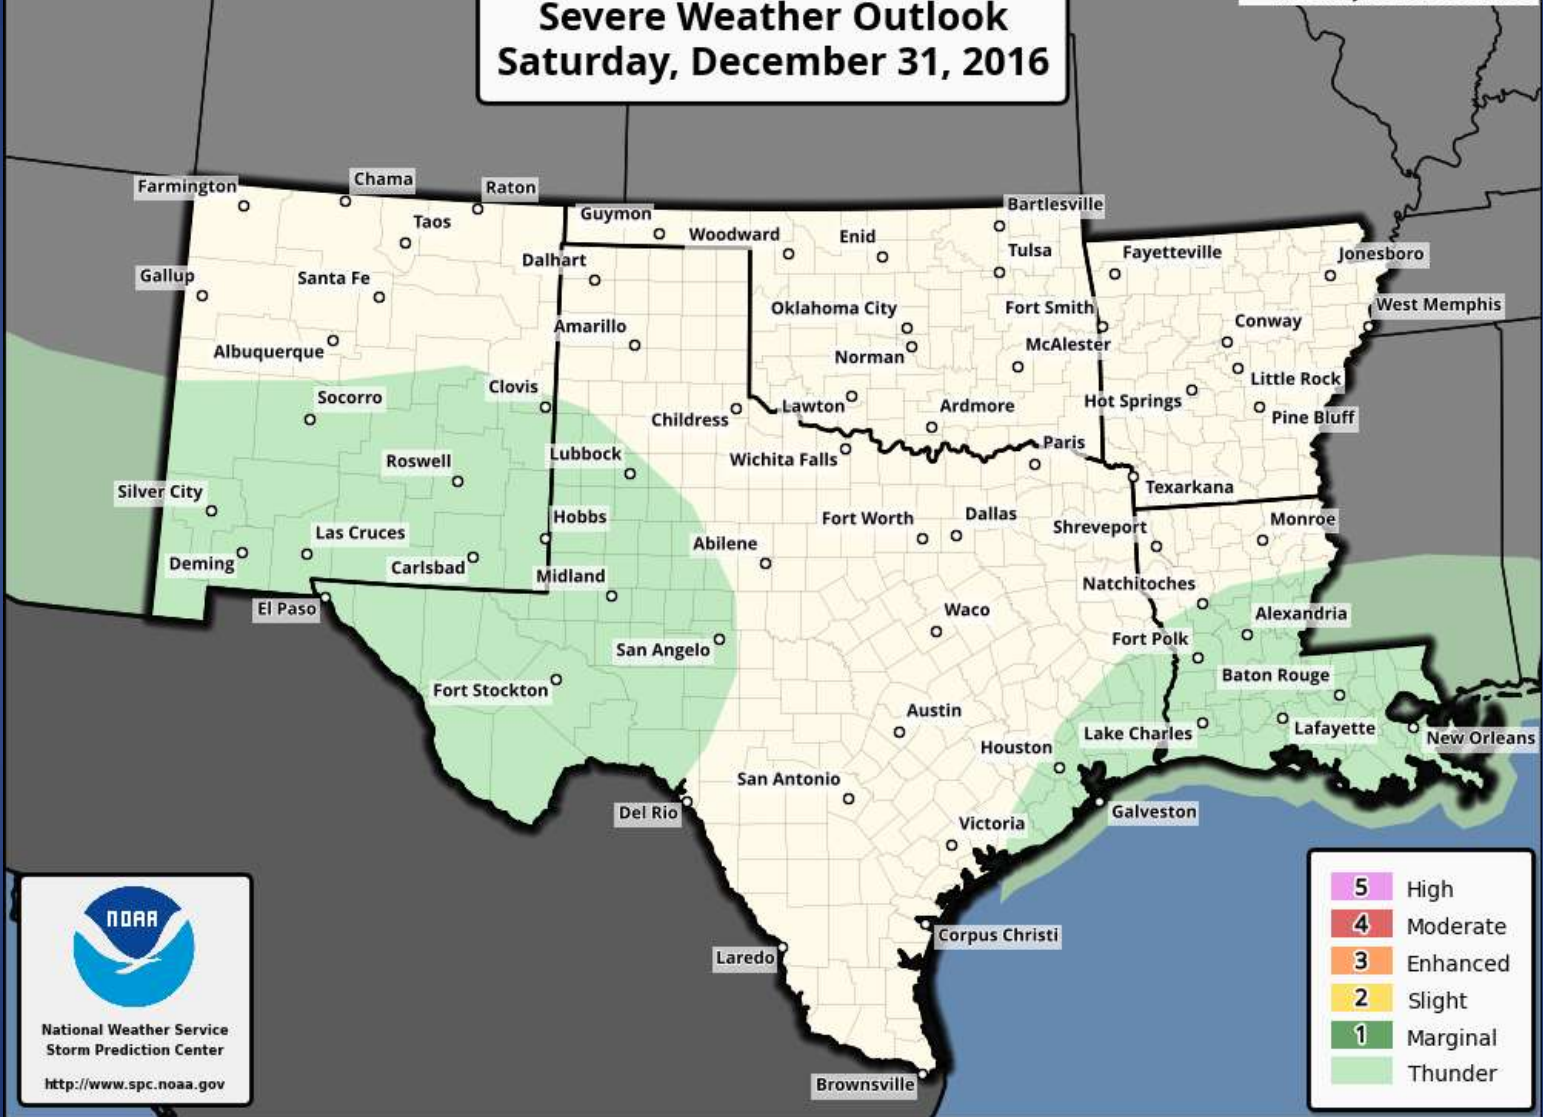 Severe Weather Outlook
Saturday, December 31, 2016
Farmington
Chama
Raton
Taos
Guymon
Woodward
Enid
Bartlesville
Tulsa
Fayetteville
Jonesboro
Gallup
Santa Fe
Dalhart
Oklahoma City
Fort Smith
West Memphis
Albuquerque
Amarillo
Norman
McAlester
Conway
Little Rock
Socorro
Clovis
Childress
Lawton
Ardmore
Hot Springs
Pine Bluff
Roswell
Lubbock
Wichita Falls
Paris
Texarkana
Silver City
Las Cruces
Hobbs
Fort Worth
Dallas
Shreveport
Monroe
Deming
Carlsbad
Midland
Abilene
Natchitoches
El Paso
Waco
Alexandria
San Angelo
Fort Polk
Fort Stockton
Baton Rouge
Austin
Houston
Lake Charles
Lafayette
New Orleans
San Antonio
Del Rio
Victoria
Galveston
Laredo
Corpus Christi
Brownsville
NOAA
National Weather Service
Storm Prediction Center
http://www.spc.noaa.gov
5 High
4 Moderate
3 Enhanced
2 Slight
1 Marginal
Thunder